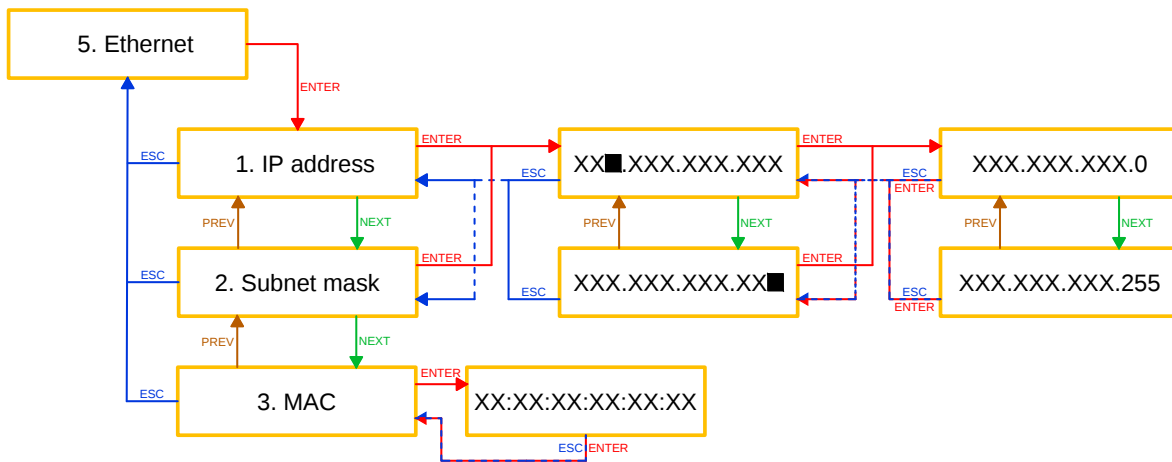 5. Ethernet
ENTER
ENTER
ENTER
ESC
1. IP address
XX■.XXX.XXX.XXX
XXX.XXX.XXX.0
ESC
ESC
ENTER
PREV
NEXT
PREV
NEXT
PREV
NEXT
ENTER
ENTER
ESC
2. Subnet mask
XXX.XXX.XXX.XX■
XXX.XXX.XXX.255
ESC
ESC
ENTER
PREV
NEXT
ENTER
ESC
3. MAC
XX:XX:XX:XX:XX:XX
ESC
ENTER